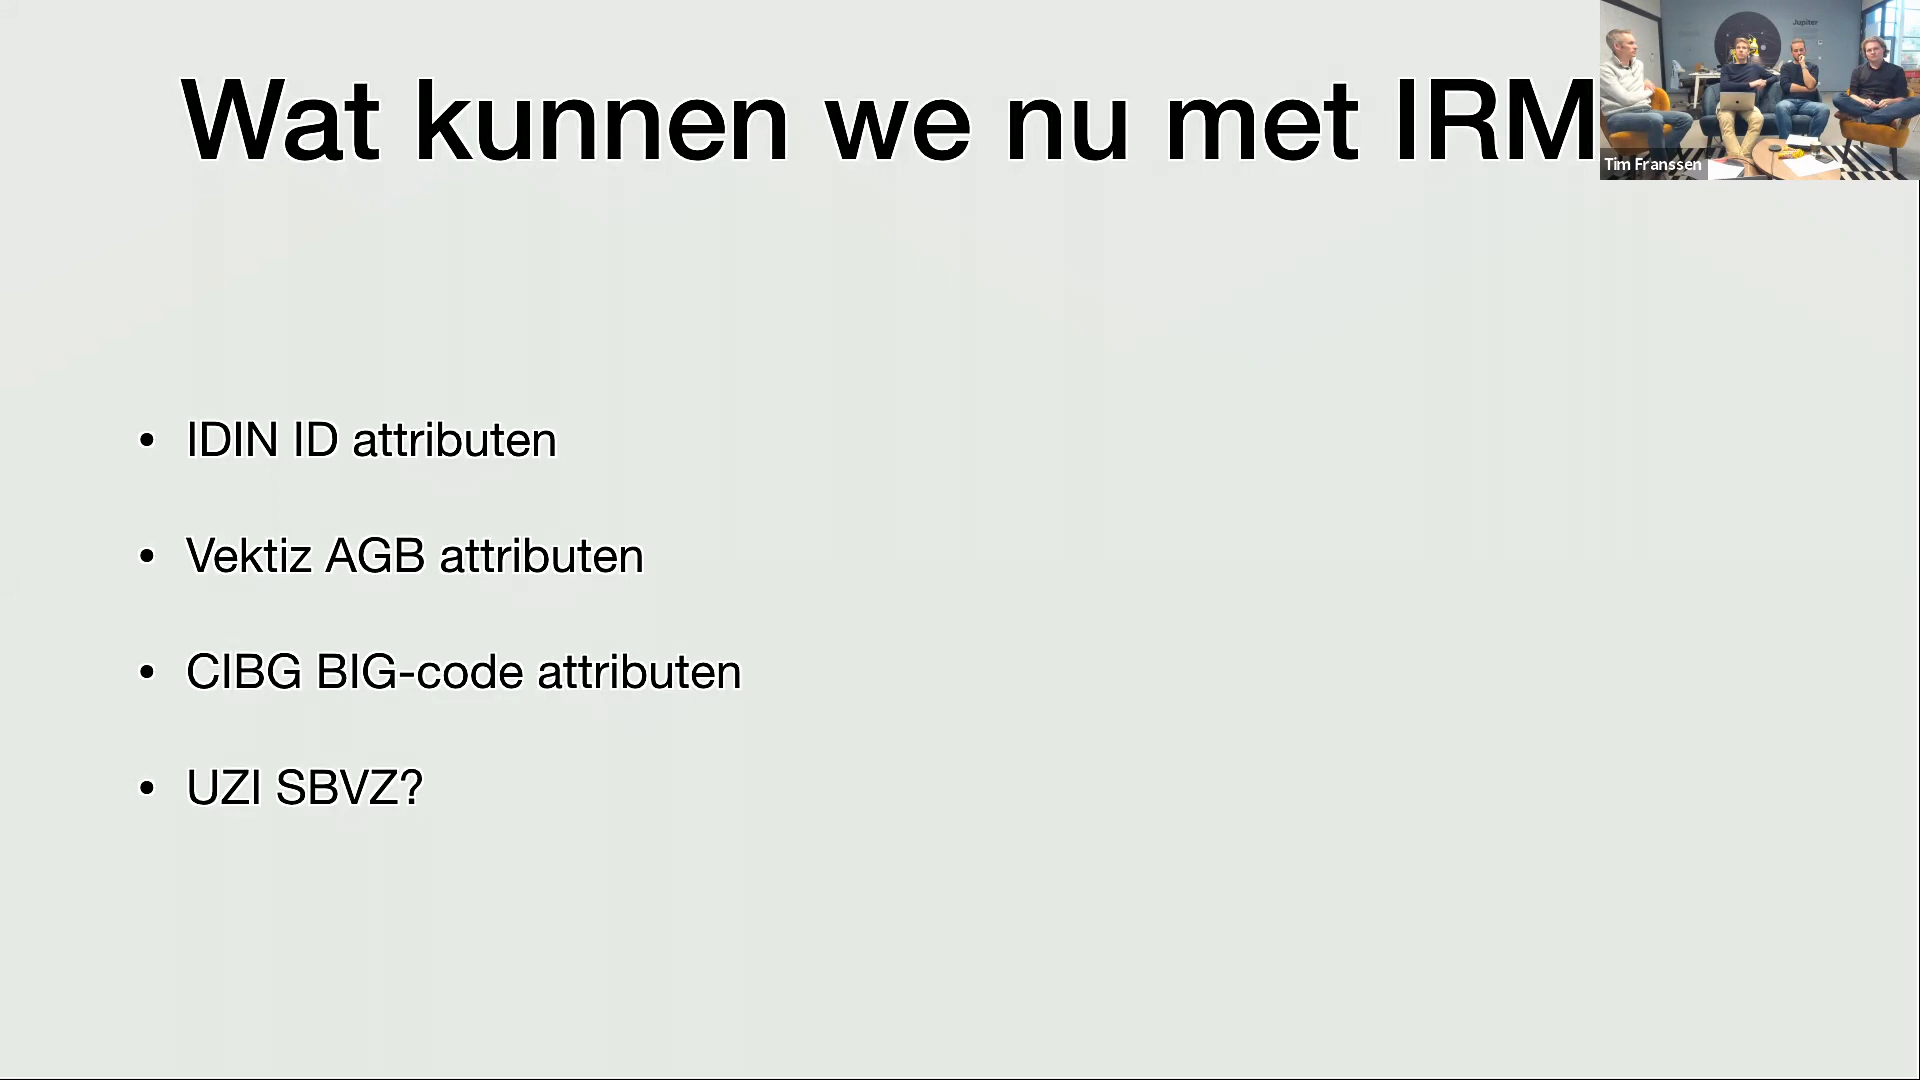 Wat kunnen we nu met IRM
Jupiter
Tim Franssen
• IDIN ID attributen
• Vektiz AGB attributen
• CIBG BIG-code attributen
• UZI SBVZ?